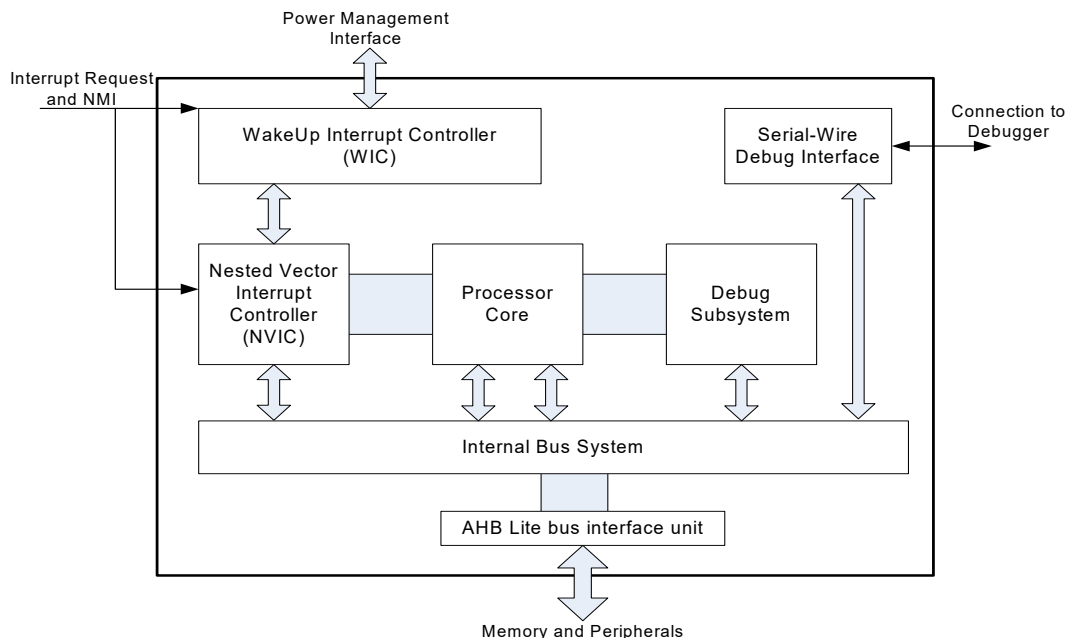 Power Management
Interface
Interrupt Request
and NMI
WakeUp Interrupt Controller
(WIC)
Serial-Wire
Debug Interface
Connection to
Debugger
Nested Vector
Interrupt
Controller
(NVIC)
Processor
Core
Debug
Subsystem
Internal Bus System
AHB Lite bus interface unit
Memory and Peripherals